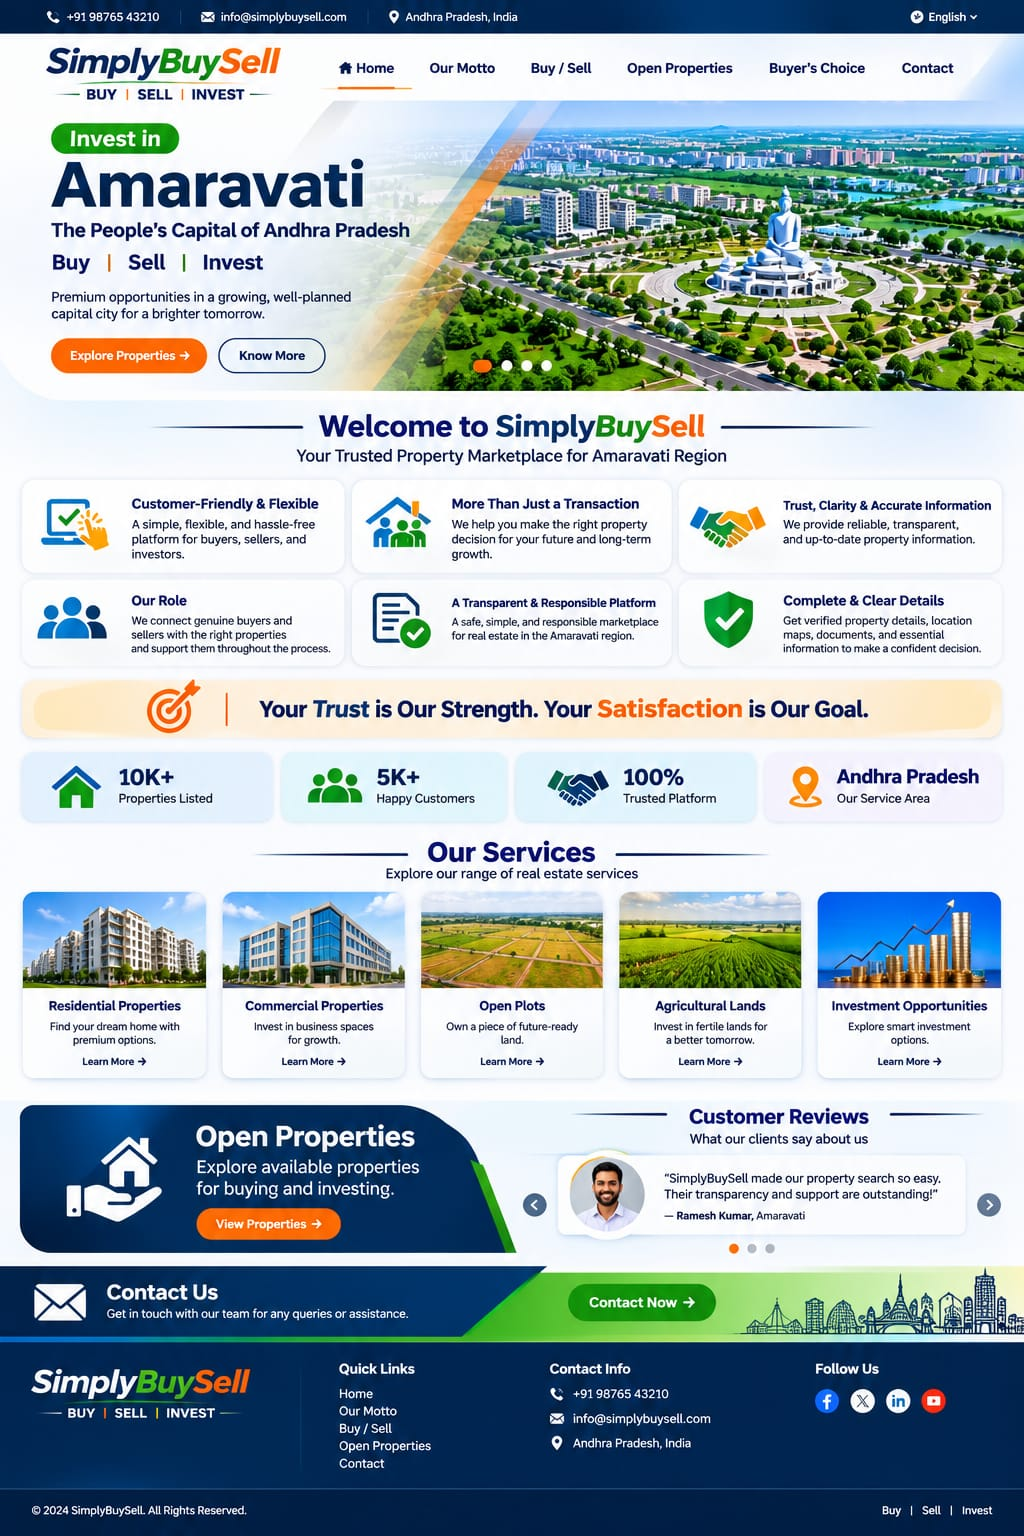 +91 98765 43210
info@simplybuysell.com
Andhra Pradesh, India
English
SimplyBuySell
BUY | SELL | INVEST
Home
Our Motto
Buy / Sell
Open Properties
Buyer's Choice
Contact
Invest in
Amaravati
The People's Capital of Andhra Pradesh
Buy | Sell | Invest
Premium opportunities in a growing, well-planned
capital city for a brighter tomorrow.
Explore Properties →
Know More
Welcome to SimplyBuySell
Your Trusted Property Marketplace for Amaravati Region
Customer-Friendly & Flexible
A simple, flexible, and hassle-free
platform for buyers, sellers, and
investors.
More Than Just a Transaction
We help you make the right property
decision for your future and long-term
growth.
Trust, Clarity & Accurate Information
We provide reliable, transparent,
and up-to-date property information.
Our Role
We connect genuine buyers and
sellers with the right properties
and support them throughout the process.
A Transparent & Responsible Platform
A safe, simple, and responsible marketplace
for real estate in the Amaravati region.
Complete & Clear Details
Get verified property details, location
maps, documents, and essential
information to make a confident decision.
Your Trust is Our Strength. Your Satisfaction is Our Goal.
10K+
Properties Listed
5K+
Happy Customers
100%
Trusted Platform
Andhra Pradesh
Our Service Area
Our Services
Explore our range of real estate services
Residential Properties
Find your dream home with
premium options.
Learn More →
Commercial Properties
Invest in business spaces
for growth.
Learn More →
Open Plots
Own a piece of future-ready
land.
Learn More →
Agricultural Lands
Invest in fertile lands for
a better tomorrow.
Learn More →
Investment Opportunities
Explore smart investment
options.
Learn More →
Open Properties
Explore available properties
for buying and investing.
View Properties →
Customer Reviews
What our clients say about us
“SimplyBuySell made our property search so easy.
Their transparency and support are outstanding!”
— Ramesh Kumar, Amaravati
Contact Us
Get in touch with our team for any queries or assistance.
Contact Now →
SimplyBuySell
BUY | SELL | INVEST
Quick Links
Home
Our Motto
Buy / Sell
Open Properties
Contact
Contact Info
+91 98765 43210
info@simplybuysell.com
Andhra Pradesh, India
Follow Us
© 2024 SimplyBuySell. All Rights Reserved.
Buy | Sell | Invest